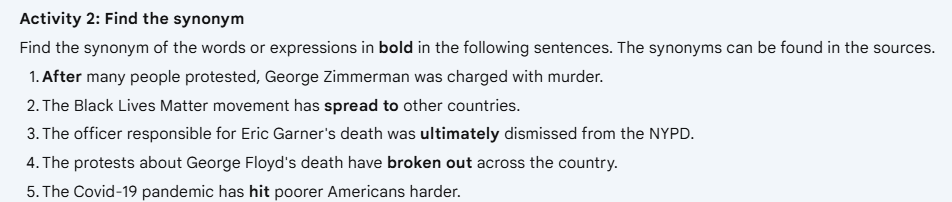 Activity 2: Find the synonym
Find the synonym of the words or expressions in bold in the following sentences. The synonyms can be found in the sources.
1. After many people protested, George Zimmerman was charged with murder.
2. The Black Lives Matter movement has spread to other countries.
3. The officer responsible for Eric Garner's death was ultimately dismissed from the NYPD.
4. The protests about George Floyd's death have broken out across the country.
5. The Covid-19 pandemic has hit poorer Americans harder.